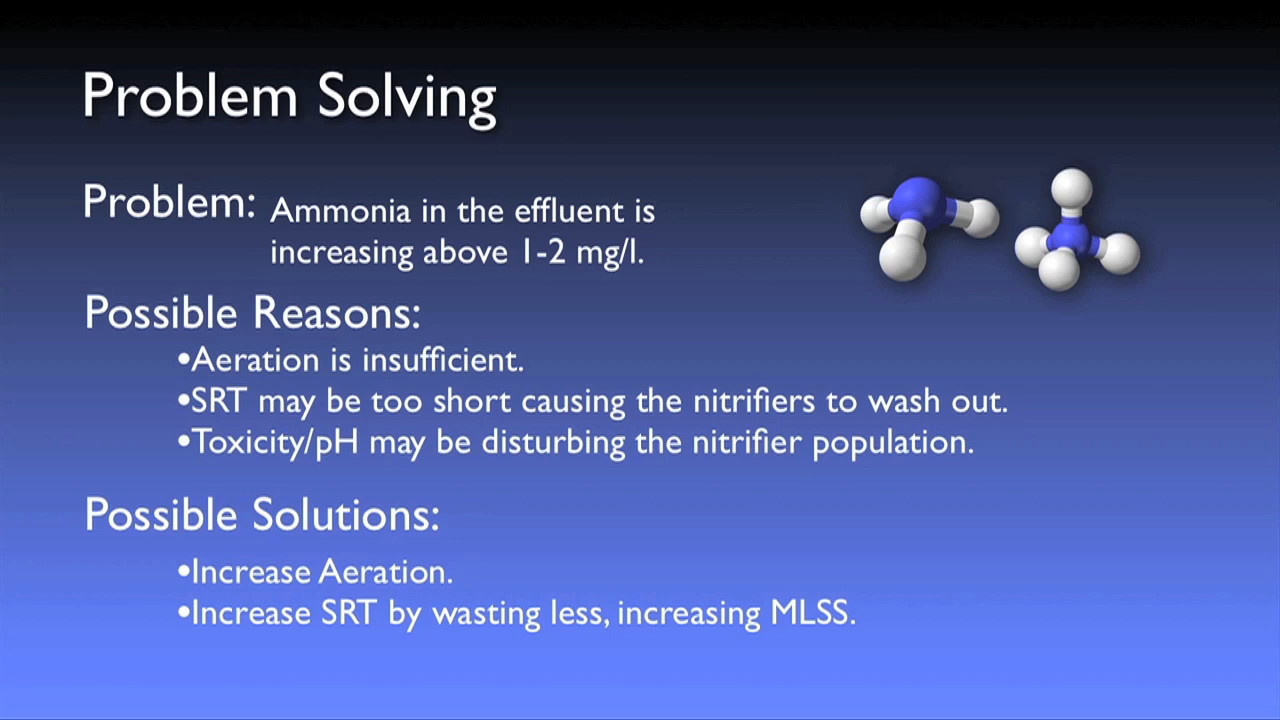 Problem Solving
Problem: Ammonia in the effluent is
increasing above 1-2 mg/l.
Possible Reasons:
•Aeration is insufficient.
•SRT may be too short causing the nitrifiers to wash out.
•Toxicity/pH may be disturbing the nitrifier population.
Possible Solutions:
•Increase Aeration.
•Increase SRT by wasting less, increasing MLSS.